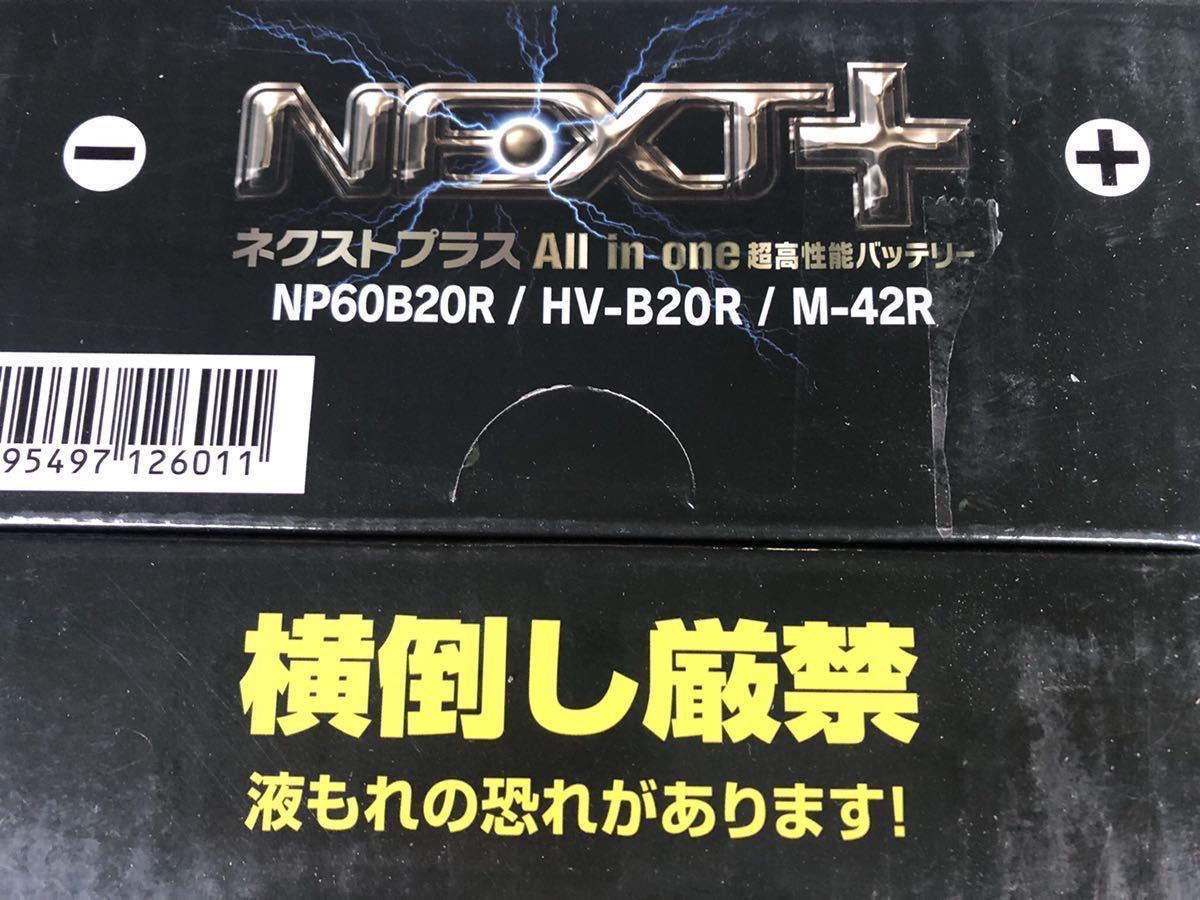 NEXT+
ネクストプラス All in one 超高性能バッテリー
NP60B20R / HV-B20R / M-42R
95497 126011
横倒し厳禁
液もれの恐れがあります!